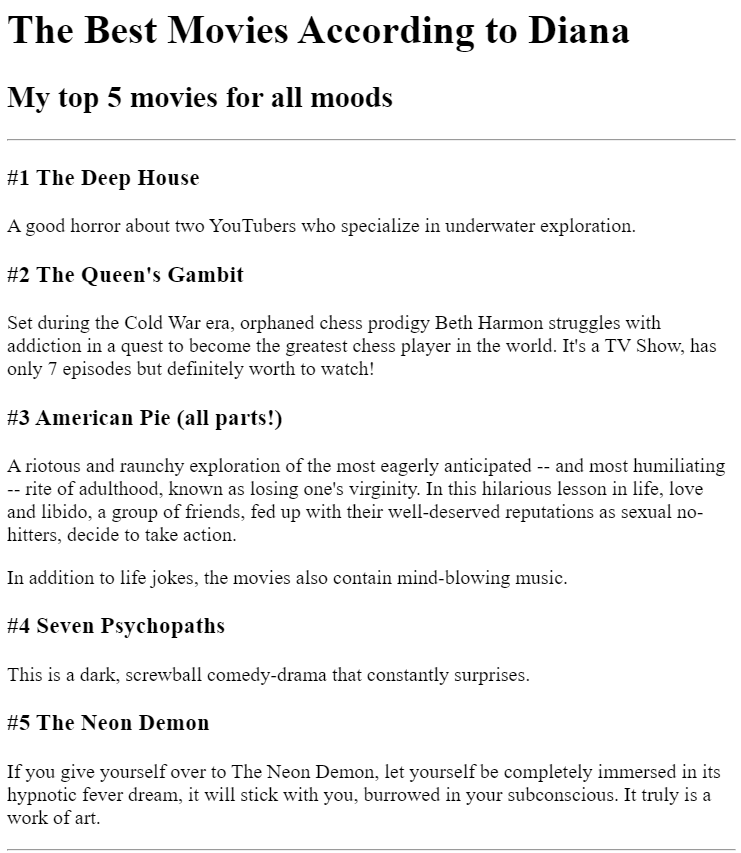 The Best Movies According to Diana
My top 5 movies for all moods
#1 The Deep House
A good horror about two YouTubers who specialize in underwater exploration.
#2 The Queen's Gambit
Set during the Cold War era, orphaned chess prodigy Beth Harmon struggles with
addiction in a quest to become the greatest chess player in the world. It's a TV Show, has
only 7 episodes but definitely worth to watch!
#3 American Pie (all parts!)
A riotous and raunchy exploration of the most eagerly anticipated -- and most humiliating
-- rite of adulthood, known as losing one's virginity. In this hilarious lesson in life, love
and libido, a group of friends, fed up with their well-deserved reputations as sexual no-
hitters, decide to take action.
In addition to life jokes, the movies also contain mind-blowing music.
#4 Seven Psychopaths
This is a dark, screwball comedy-drama that constantly surprises.
#5 The Neon Demon
If you give yourself over to The Neon Demon, let yourself be completely immersed in its
hypnotic fever dream, it will stick with you, burrowed in your subconscious. It truly is a
work of art.